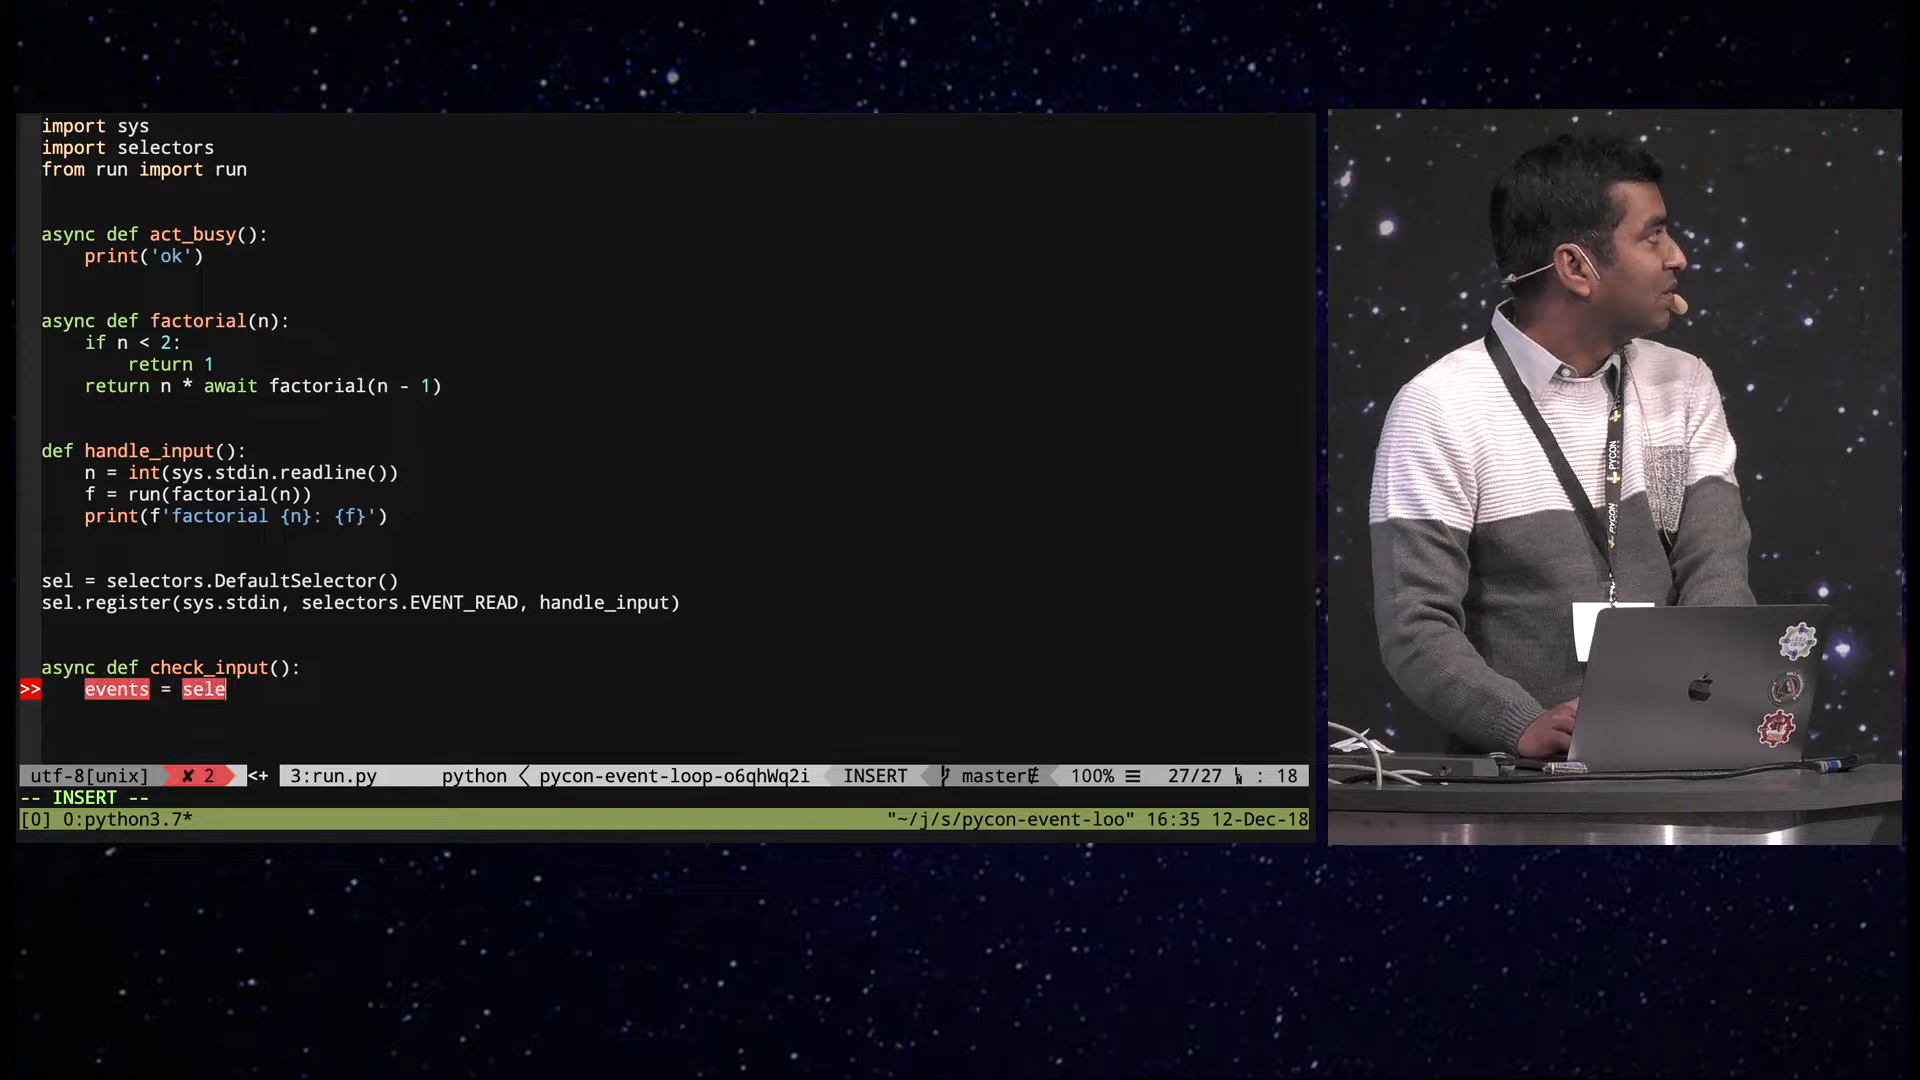 import sys
import selectors
from run import run
async def act_busy():
    print('ok')
async def factorial(n):
    if n < 2:
        return 1
    return n * await factorial(n - 1)
def handle_input():
    n = int(sys.stdin.readline())
    f = run(factorial(n))
    print(f'factorial {n}: {f}')
sel = selectors.DefaultSelector()
sel.register(sys.stdin, selectors.EVENT_READ, handle_input)
async def check_input():
>>    events = sele
utf-8[unix] ✘ 2 <+ 3:run.py python pycon-event-loop-o6qhWq2i INSERT master 100% ☰ 27/27 : 18
-- INSERT --
[0] 0:python3.7* "~/j/s/pycon-event-loo" 16:35 12-Dec-18
PYCON
PYCON